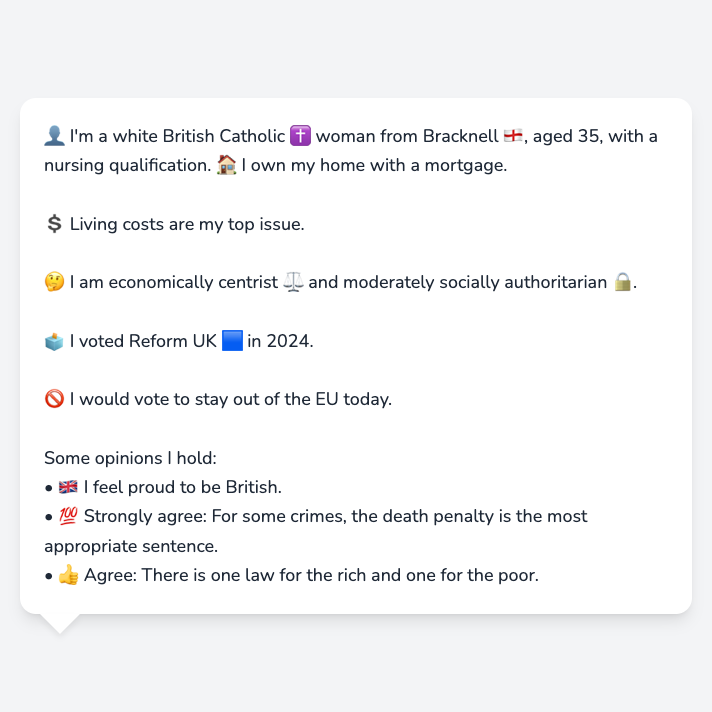 👤 I'm a white British Catholic ✝️ woman from Bracknell 🏴󠁧󠁢󠁥󠁮󠁧󠁿, aged 35, with a
nursing qualification. 🏠 I own my home with a mortgage.
💲 Living costs are my top issue.
🤔 I am economically centrist ⚖️ and moderately socially authoritarian 🔒.
🗳️ I voted Reform UK 🟦 in 2024.
🚫 I would vote to stay out of the EU today.
Some opinions I hold:
• 🇬🇧 I feel proud to be British.
• 💯 Strongly agree: For some crimes, the death penalty is the most
appropriate sentence.
• 👍 Agree: There is one law for the rich and one for the poor.